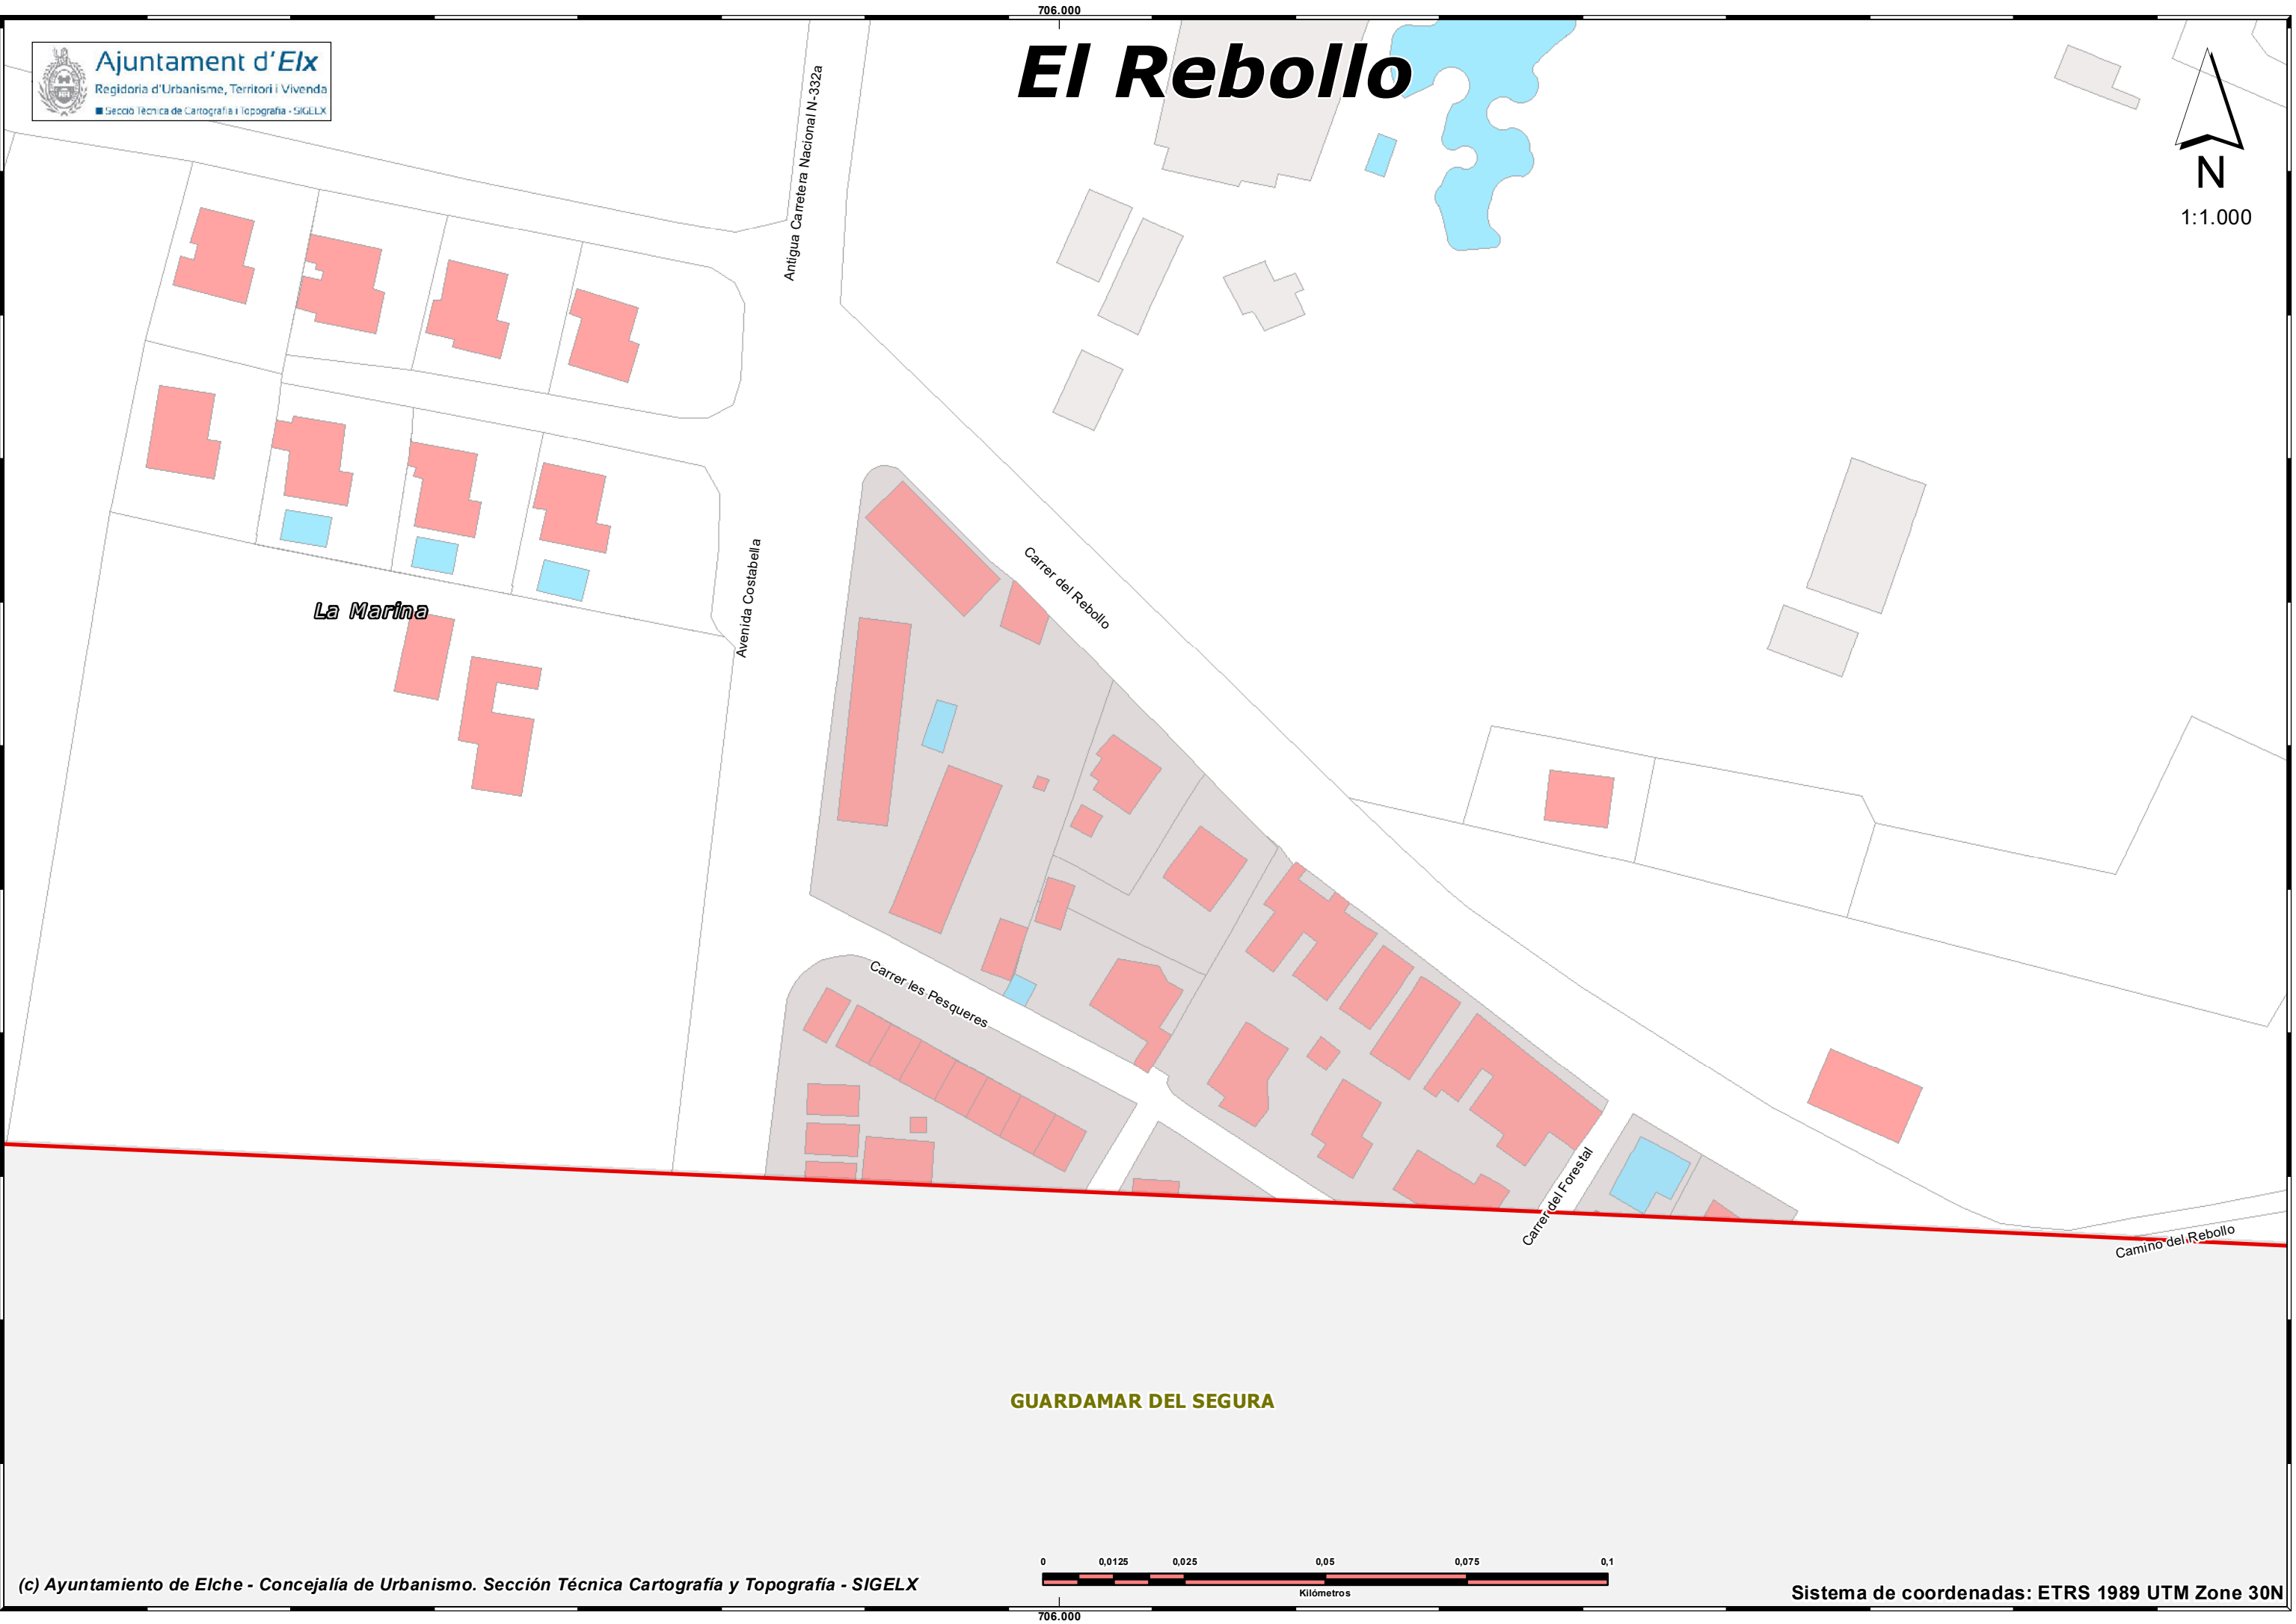 706.000
Ajuntament d'Elx
Regidoria d'Urbanisme, Territori i Vivenda
Secció Tècnica de Cartografia i Topografia - SIGELX
El Rebollo
N
1:1.000
Antigua Carretera Nacional N-332a
Avenida Costabella
Carrer del Rebollo
La Marina
Carrer les Pesqueres
Carrer del Forestal
Camino del Rebollo
GUARDAMAR DEL SEGURA
0 0,0125 0,025 0,05 0,075 0,1
Kilómetros
(c) Ayuntamiento de Elche - Concejalía de Urbanismo. Sección Técnica Cartografía y Topografía - SIGELX
Sistema de coordenadas: ETRS 1989 UTM Zone 30N
706.000